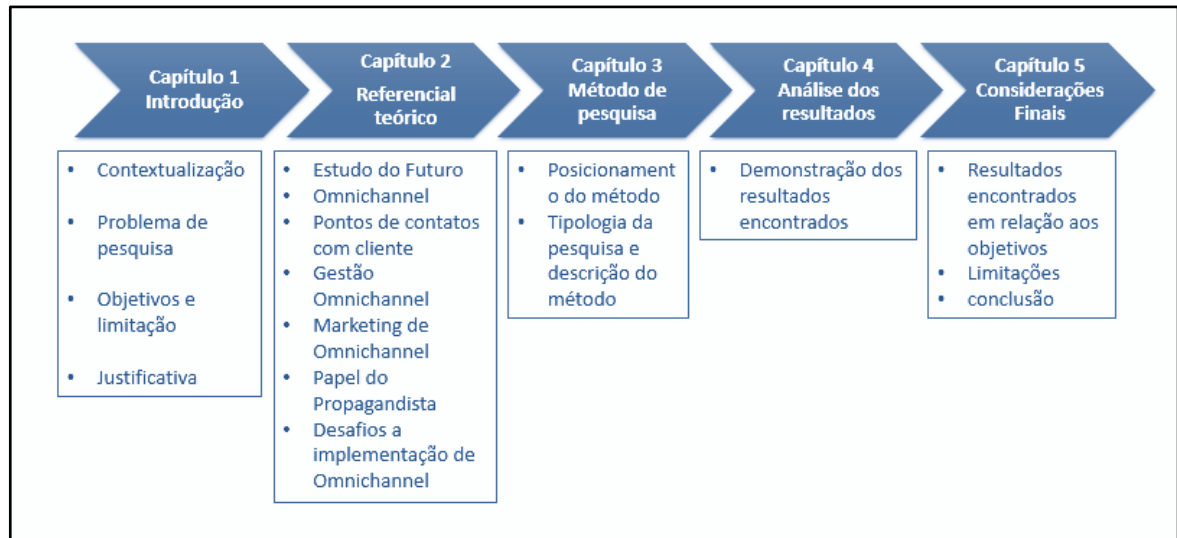 Capítulo 1
Introdução
Capítulo 2
Referencial
teórico
Capítulo 3
Método de
pesquisa
Capítulo 4
Análise dos
resultados
Capítulo 5
Considerações
Finais
• Contextualização
• Problema de
pesquisa
• Objetivos e
limitação
• Justificativa
• Estudo do Futuro
• Omnichannel
• Pontos de contatos
com cliente
• Gestão
Omnichannel
• Marketing de
Omnichannel
• Papel do
Propagandista
• Desafios a
implementação de
Omnichannel
• Posicionament
o do método
• Tipologia da
pesquisa e
descrição do
método
• Demonstração dos
resultados
encontrados
• Resultados
encontrados
em relação aos
objetivos
• Limitações
• conclusão